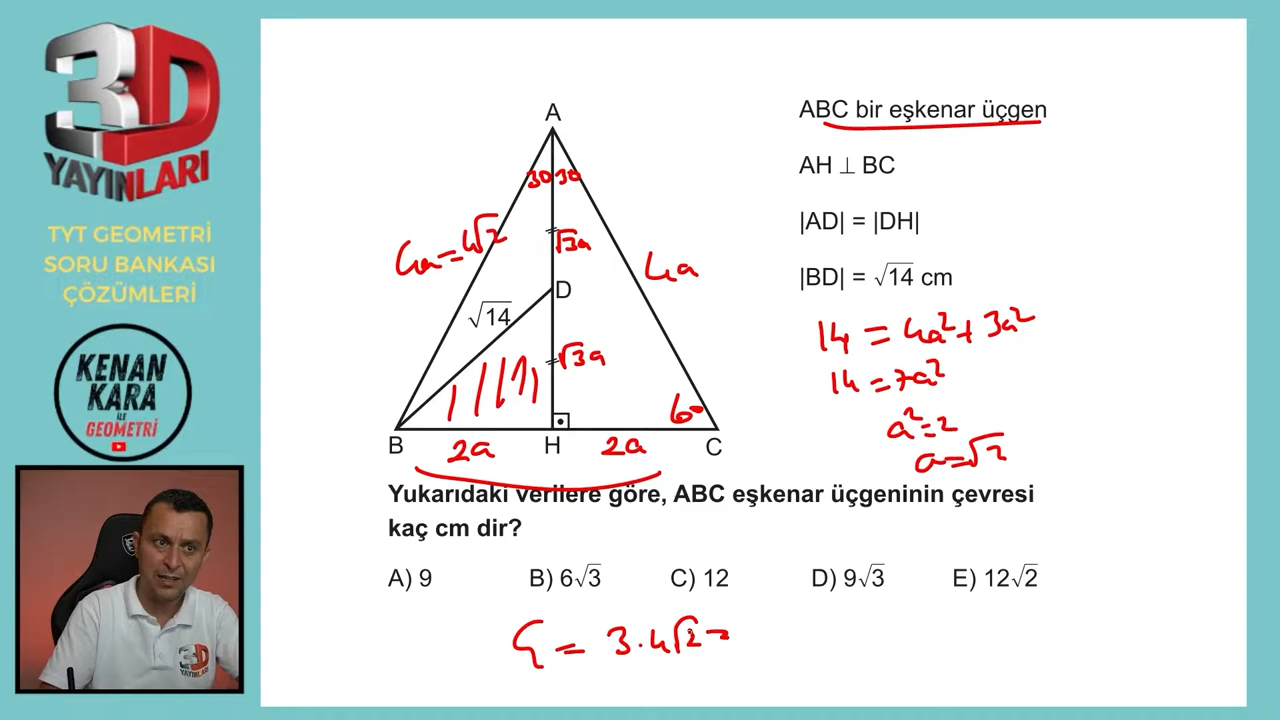 3D
YAYINLARI
TYT GEOMETRİ
SORU BANKASI
ÇÖZÜMLERİ
KENAN
KARA
İLE
GEOMETRİ
3D
YAYINLARI
A
30 30
4a = 4√2
√3a
4a
D
√14
√3a
60
B
H
C
2a
2a
ABC bir eşkenar üçgen
AH ⊥ BC
|AD| = |DH|
|BD| = √14 cm
14 = 4a² + 3a²
14 = 7a²
a² = 2
a = √2
Yukarıdaki verilere göre, ABC eşkenar üçgeninin çevresi
kaç cm dir?
A) 9 B) 6√3 C) 12 D) 9√3 E) 12√2
Ç = 3.4√2 =